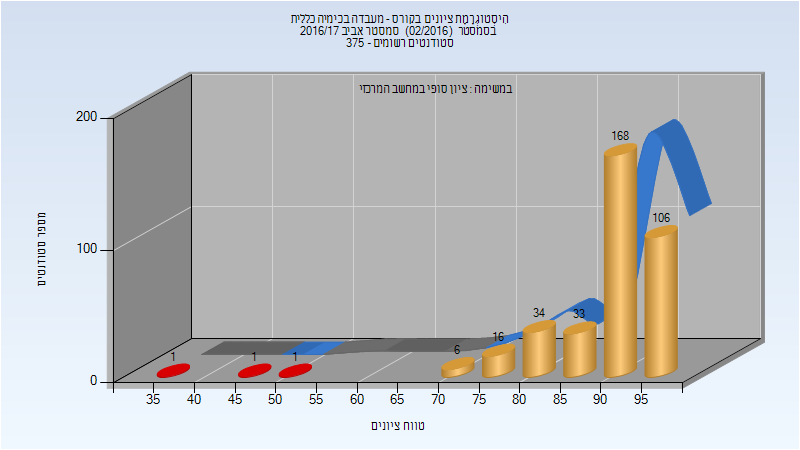 היסטוגרמת ציונים בקורס - מעבדה בכימיה כללית
בסמסטר (02/2016) סמסטר אביב 2016/17
סטודנטים רשומים - 375
במשימה : ציון סופי במחשב המרכזי
מספר סטודנטים
200
100
0
1
1
1
6
16
34
33
168
106
35 40 45 50 55 60 65 70 75 80 85 90 95
טווח ציונים